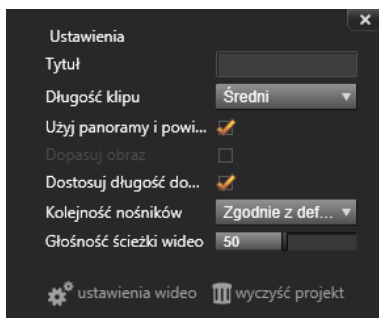 Ustawienia
Tytuł
Długość klipu Średni
Użyj panoramy i powi...
Dopasuj obraz
Dostosuj długość do...
Kolejność nośników Zgodnie z def...
Głośność ścieżki wideo 50
ustawienia wideo wyczyść projekt